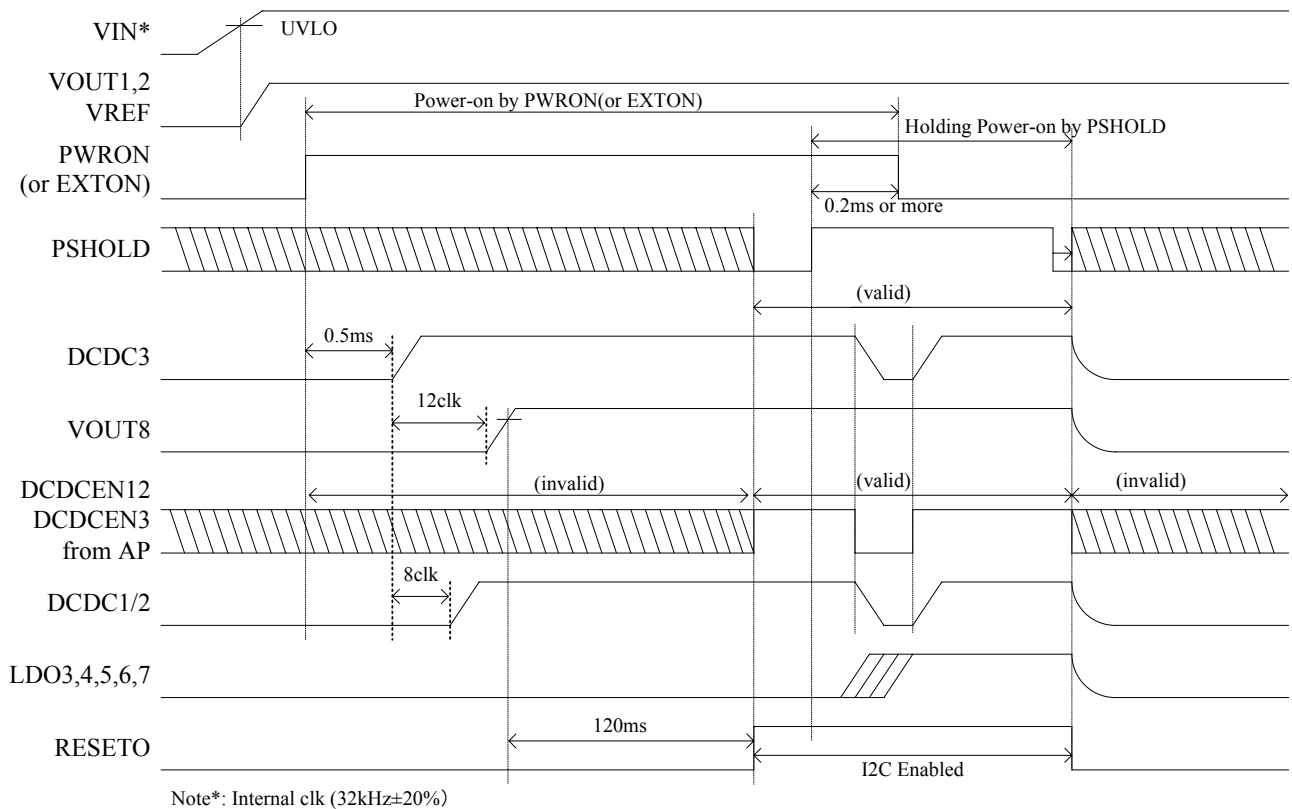 VIN*
UVLO
VOUT1,2
VREF
Power-on by PWRON(or EXTON)
Holding Power-on by PSHOLD
PWRON
(or EXTON)
0.2ms or more
PSHOLD
(valid)
0.5ms
DCDC3
12clk
VOUT8
DCDCEN12
(invalid)
(valid)
(invalid)
DCDCEN3
from AP
8clk
DCDC1/2
LDO3,4,5,6,7
120ms
RESETO
I2C Enabled
Note*: Internal clk (32kHz±20%)